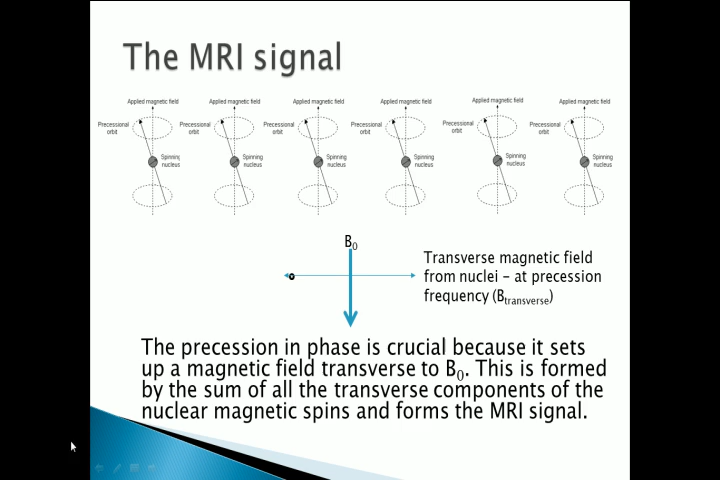 The MRI signal
Applied magnetic field Applied magnetic field Applied magnetic field Applied magnetic field Applied magnetic field Applied magnetic field
Precessional orbit Precessional orbit Precessional orbit Precessional orbit Precessional orbit Precessional orbit
Spinning nucleus Spinning nucleus Spinning nucleus Spinning nucleus Spinning nucleus Spinning nucleus
B0
Transverse magnetic field
from nuclei – at precession
frequency (Btransverse)
The precession in phase is crucial because it sets
up a magnetic field transverse to B0. This is formed
by the sum of all the transverse components of the
nuclear magnetic spins and forms the MRI signal.